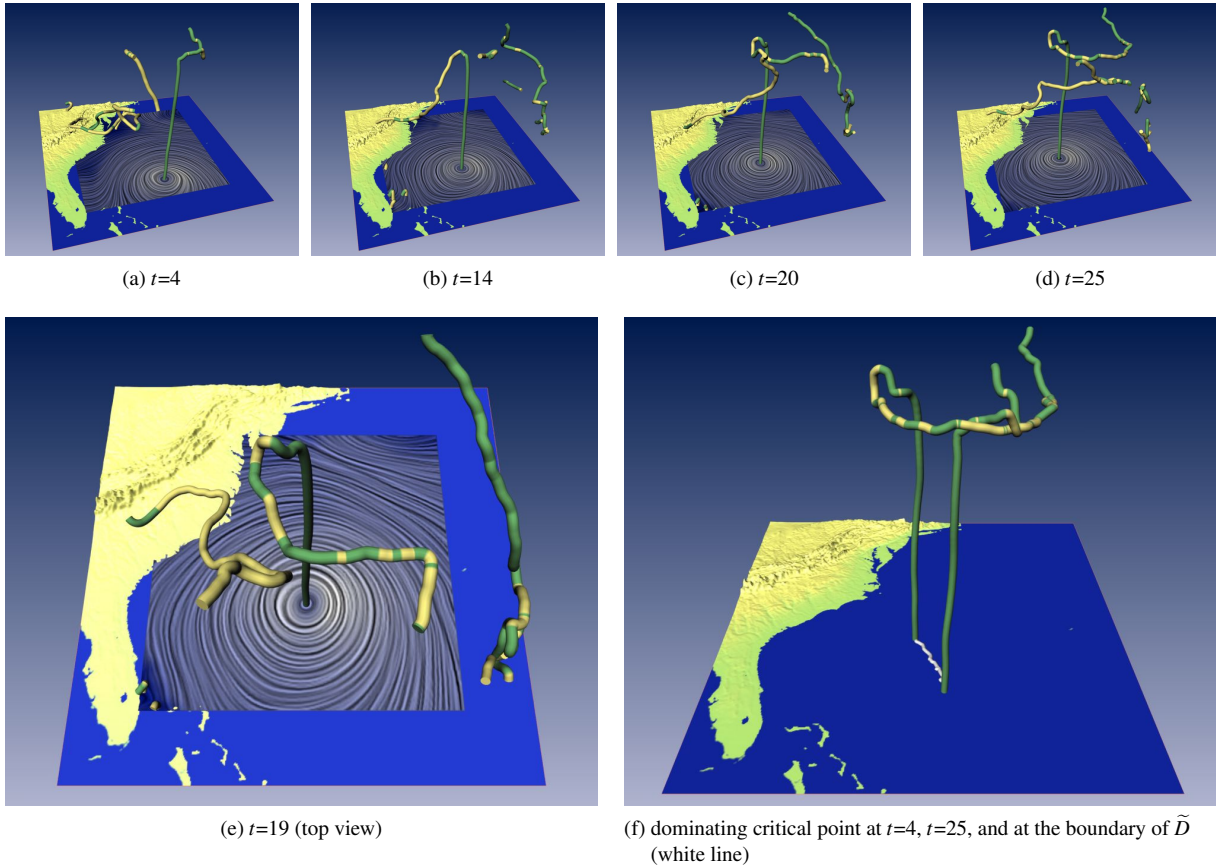 (a) t=4
(b) t=14
(c) t=20
(d) t=25
(e) t=19 (top view)
(f) dominating critical point at t=4, t=25, and at the boundary of D̃
(white line)